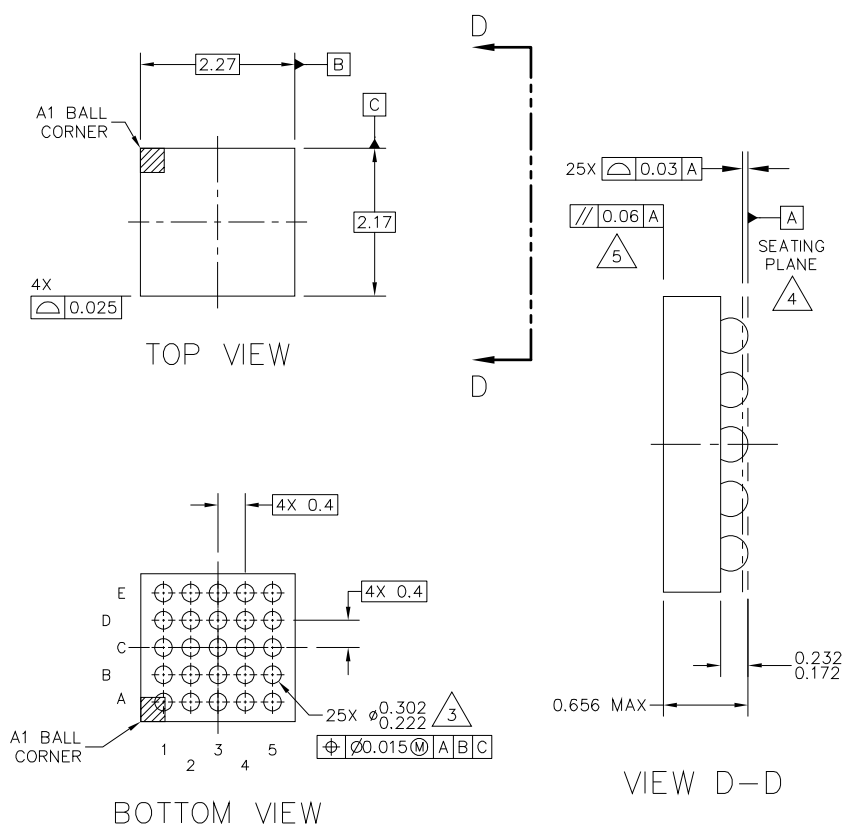 D
2.27
B
C
A1 BALL
CORNER
2.17
4X
⌓ 0.025
TOP VIEW
D
25X ⌓ 0.03 A
// 0.06 A
5
A
SEATING
PLANE
4
4X 0.4
4X 0.4
E
D
C
B
A
25X ⌀0.302
0.222
3
⌖ ⌀0.015 Ⓜ A B C
A1 BALL
CORNER
1
2
3
4
5
BOTTOM VIEW
0.232
0.172
0.656 MAX
VIEW D-D